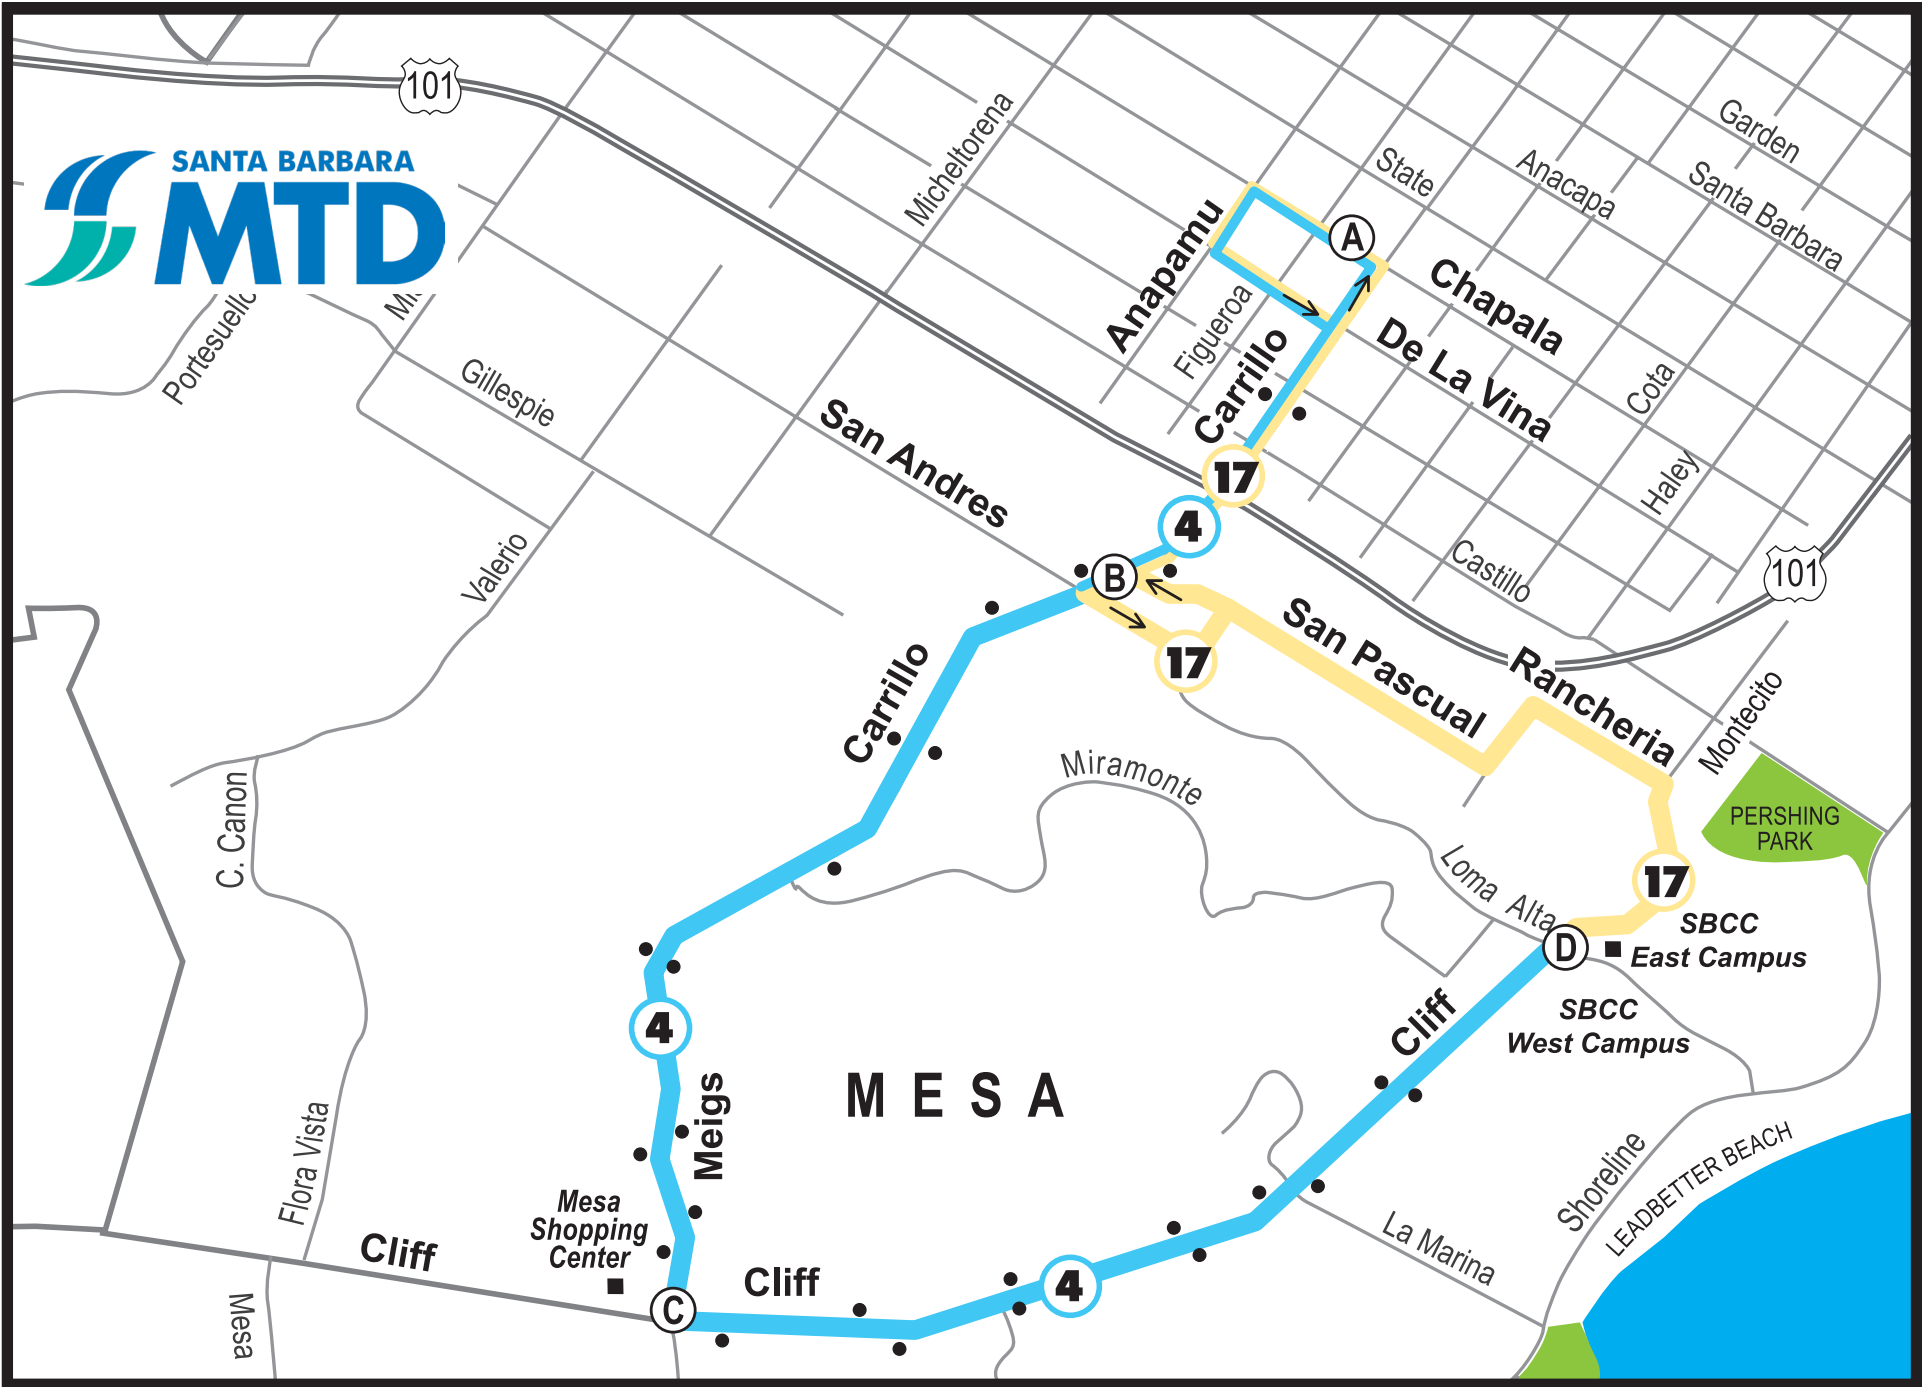 101
SANTA BARBARA
MTD
Micheltorena
State
Garden
Anacapa
Santa Barbara
Anapamu
A
Chapala
Figueroa
Carrillo
De La Vina
Portesuello
Gillespie
Cota
San Andres
17
Haley
4
Castillo
101
Valerio
B
San Pascual
Rancheria
17
Montecito
Carrillo
Miramonte
C. Canon
PERSHING
PARK
Loma Alta
17
SBCC
East Campus
D
SBCC
West Campus
Cliff
4
MESA
Meigs
Flora Vista
Shoreline
LEADBETTER BEACH
Mesa
Shopping
Center
La Marina
Cliff
Cliff
4
C
Mesa